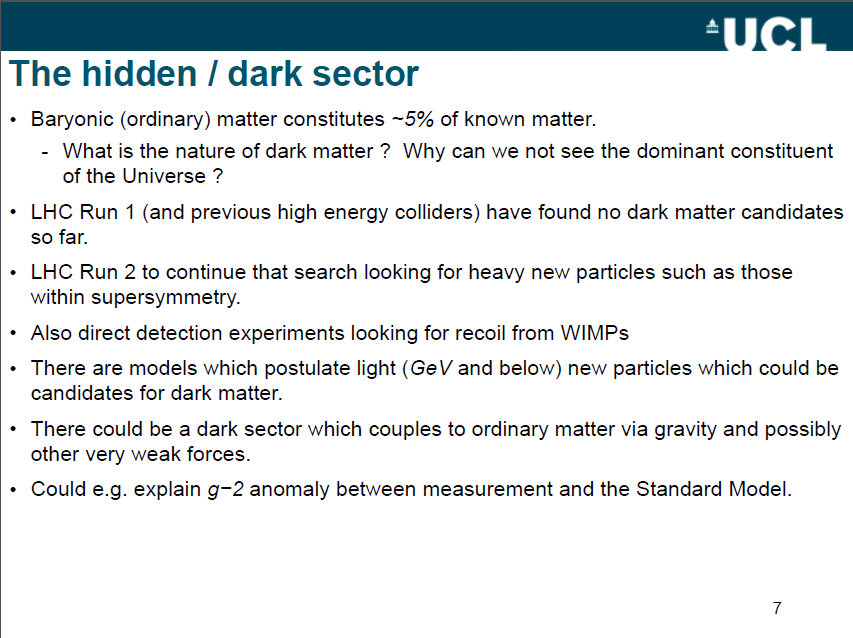 UCL
The hidden / dark sector
• Baryonic (ordinary) matter constitutes ~5% of known matter.
- What is the nature of dark matter ? Why can we not see the dominant constituent
of the Universe ?
• LHC Run 1 (and previous high energy colliders) have found no dark matter candidates
so far.
• LHC Run 2 to continue that search looking for heavy new particles such as those
within supersymmetry.
• Also direct detection experiments looking for recoil from WIMPs
• There are models which postulate light (GeV and below) new particles which could be
candidates for dark matter.
• There could be a dark sector which couples to ordinary matter via gravity and possibly
other very weak forces.
• Could e.g. explain g−2 anomaly between measurement and the Standard Model.
7